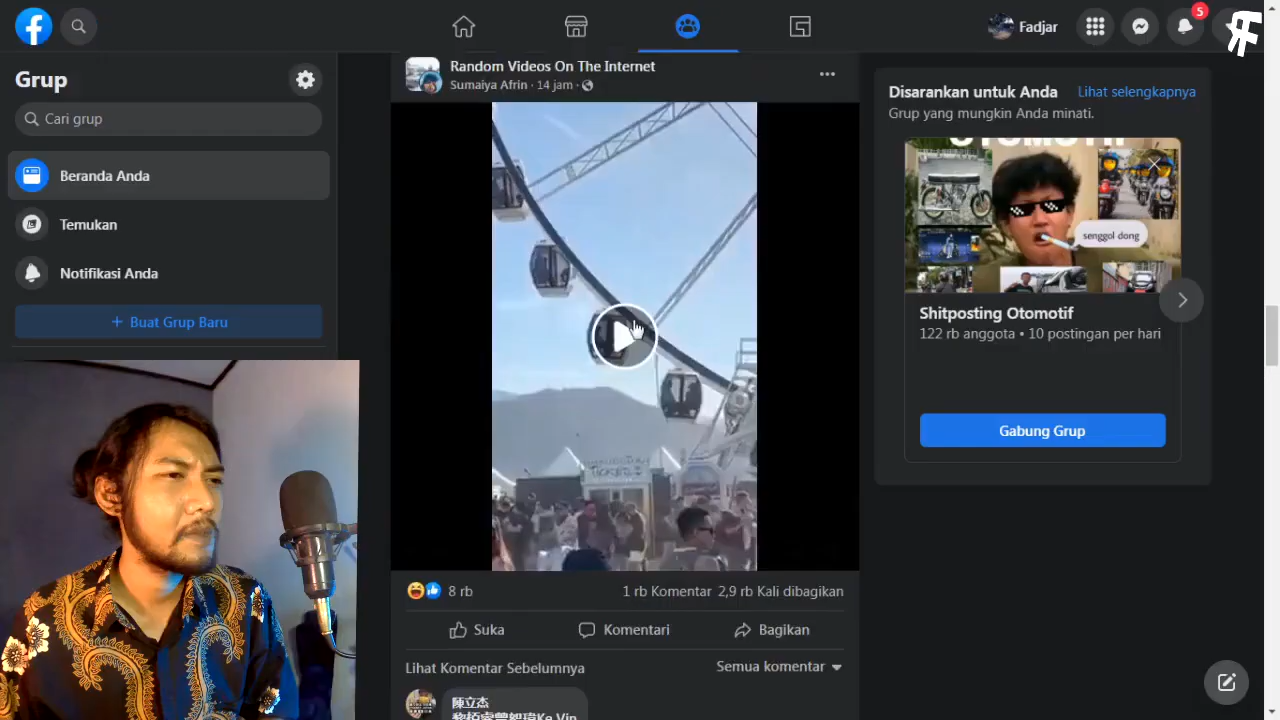 Fadjar
5
Grup
Cari grup
Beranda Anda
Temukan
Notifikasi Anda
+ Buat Grup Baru
Random Videos On The Internet
Sumaiya Afrin · 14 jam ·
8 rb
1 rb Komentar 2,9 rb Kali dibagikan
Suka
Komentari
Bagikan
Lihat Komentar Sebelumnya
Semua komentar
陳立杰
Disarankan untuk Anda
Lihat selengkapnya
Grup yang mungkin Anda minati.
senggol dong
Shitposting Otomotif
122 rb anggota • 10 postingan per hari
Gabung Grup